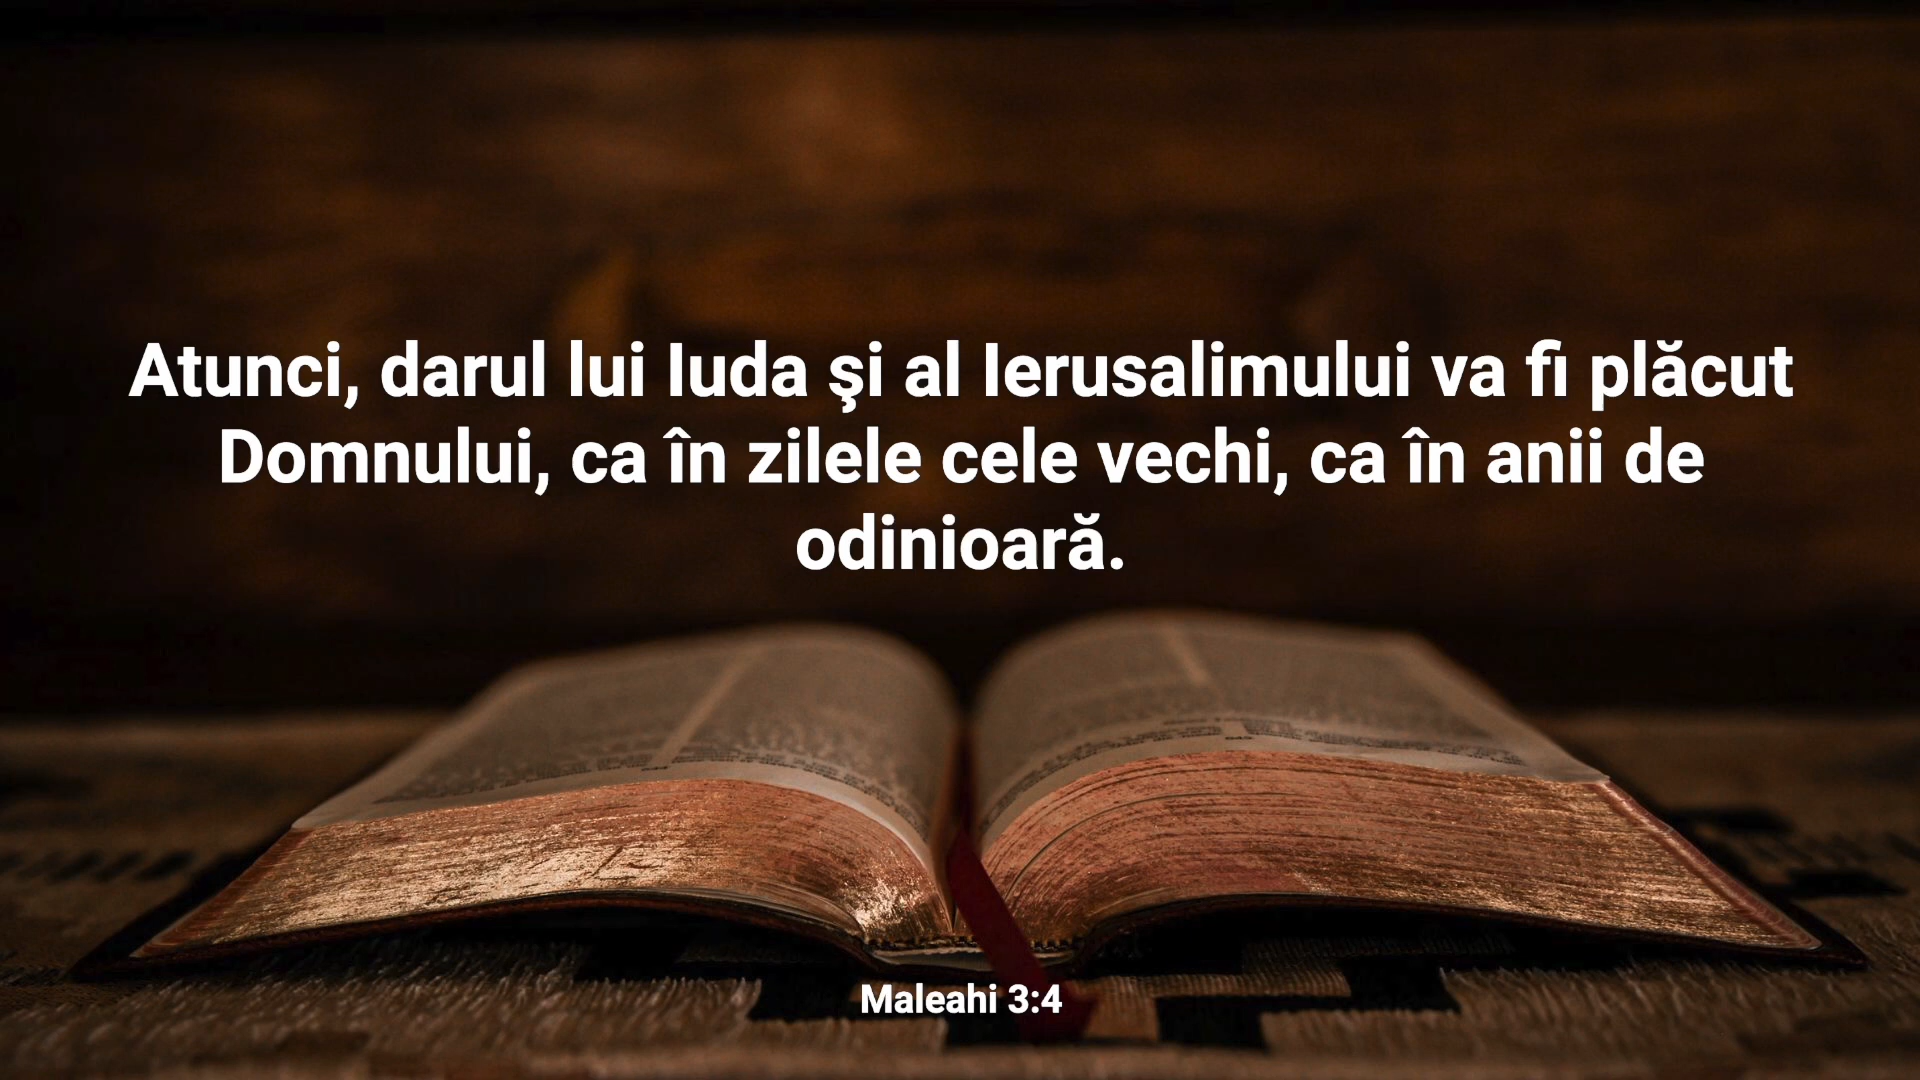 Atunci, darul lui Iuda şi al Ierusalimului va fi plăcut
Domnului, ca în zilele cele vechi, ca în anii de
odinioară.
Maleahi 3:4